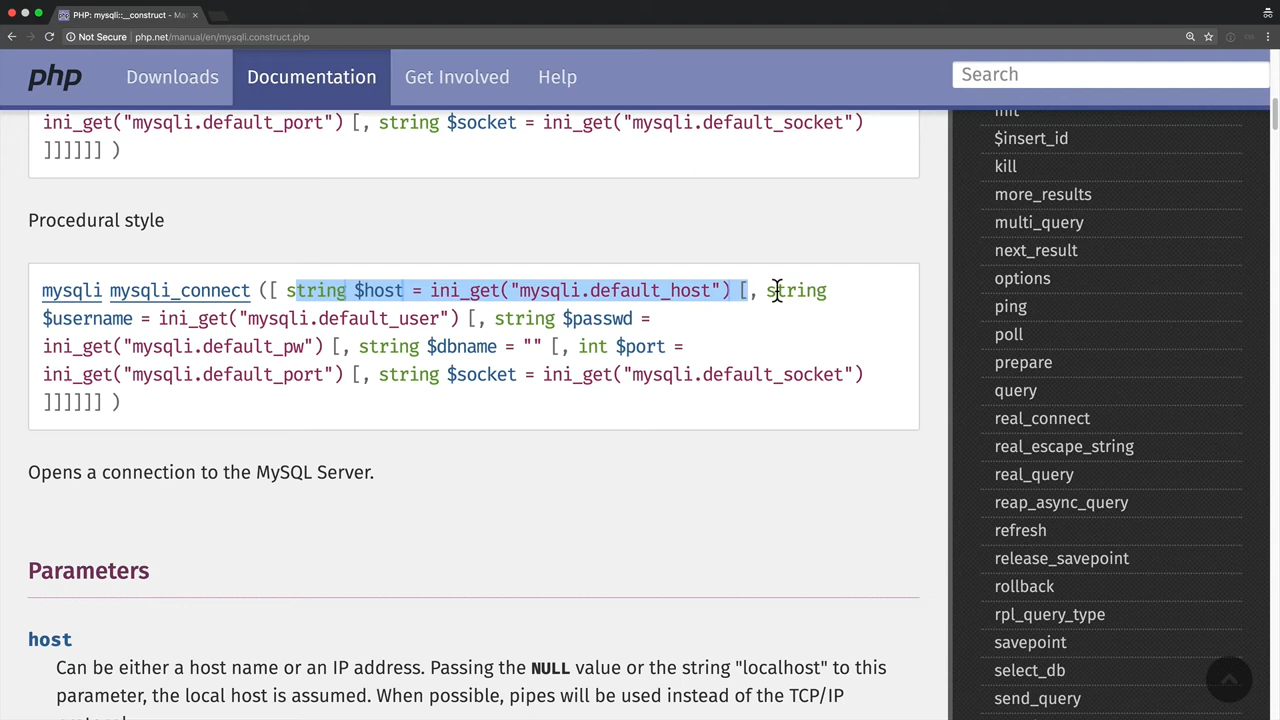 PHP: mysqli::__construct - Ma
Not Secure
php.net/manual/en/mysqli.construct.php
php
Downloads
Documentation
Get Involved
Help
Search
ini_get("mysqli.default_port") [, string $socket = ini_get("mysqli.default_socket")
]]]]]] )
Procedural style
mysqli mysqli_connect ([ string $host = ini_get("mysqli.default_host") [, string
$username = ini_get("mysqli.default_user") [, string $passwd =
ini_get("mysqli.default_pw") [, string $dbname = "" [, int $port =
ini_get("mysqli.default_port") [, string $socket = ini_get("mysqli.default_socket")
]]]]]] )
Opens a connection to the MySQL Server.
Parameters
host
Can be either a host name or an IP address. Passing the NULL value or the string "localhost" to this
parameter, the local host is assumed. When possible, pipes will be used instead of the TCP/IP
protocol.
init
$insert_id
kill
more_results
multi_query
next_result
options
ping
poll
prepare
query
real_connect
real_escape_string
real_query
reap_async_query
refresh
release_savepoint
rollback
rpl_query_type
savepoint
select_db
send_query